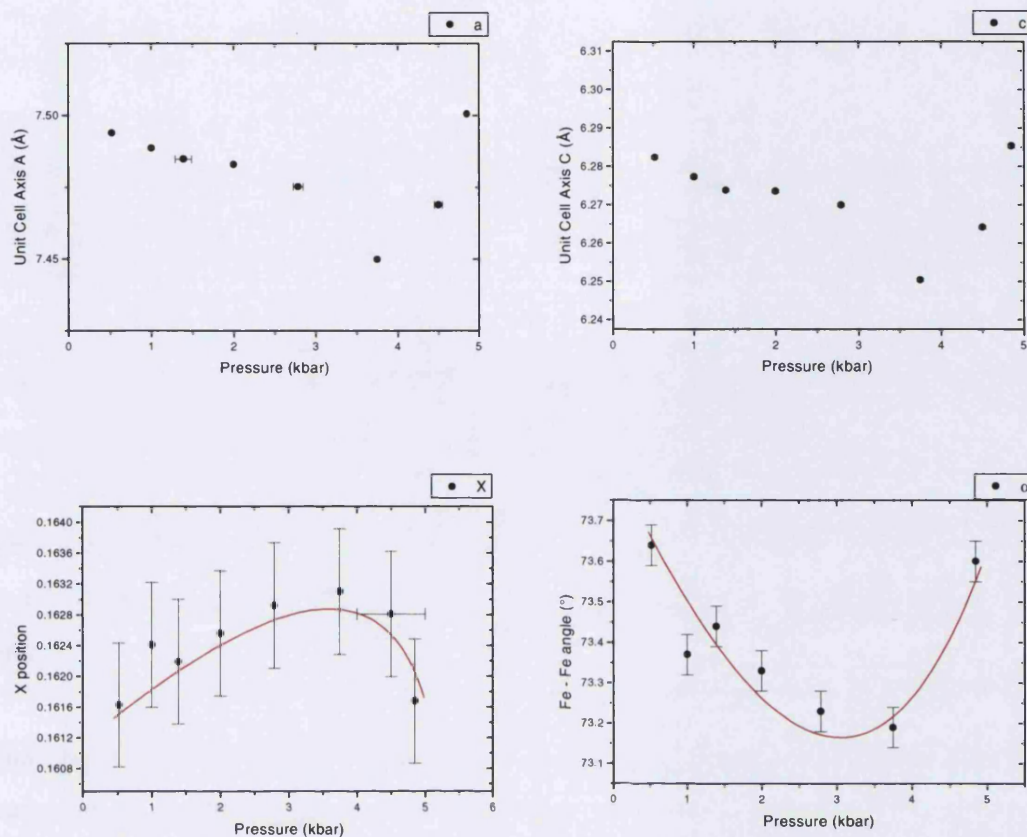 a
Unit Cell Axis A (Å)
7.50
7.45
0 1 2 3 4 5
Pressure (kbar)
c
Unit Cell Axis C (Å)
6.31
6.30
6.29
6.28
6.27
6.26
6.25
6.24
0 1 2 3 4 5
Pressure (kbar)
X
X position
0.1640
0.1636
0.1632
0.1628
0.1624
0.1620
0.1616
0.1612
0.1608
0 1 2 3 4 5 6
Pressure (kbar)
Fe - Fe angle (°)
73.7
73.6
73.5
73.4
73.3
73.2
73.1
0 1 2 3 4 5
Pressure (kbar)